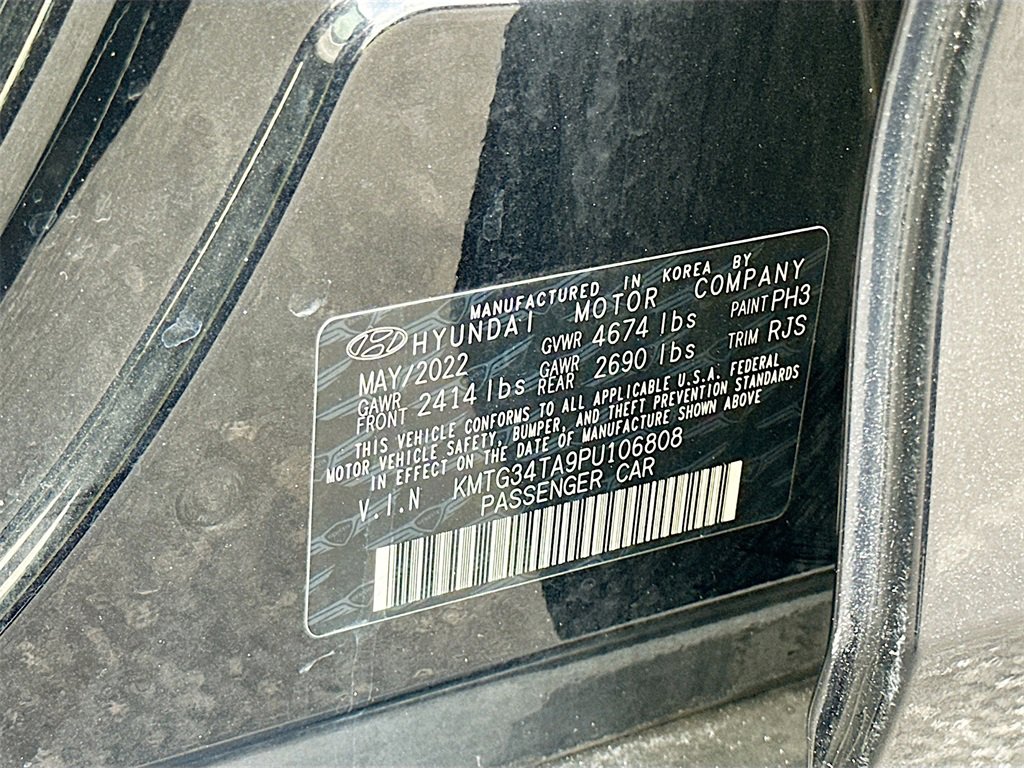 MANUFACTURED IN KOREA BY
HYUNDAI MOTOR COMPANY
MAY/2022 GVWR 4674 lbs PAINT PH3
GAWR FRONT 2414 lbs GAWR REAR 2690 lbs TRIM RJS
THIS VEHICLE CONFORMS TO ALL APPLICABLE U.S.A. FEDERAL
MOTOR VEHICLE SAFETY, BUMPER, AND THEFT PREVENTION STANDARDS
IN EFFECT ON THE DATE OF MANUFACTURE SHOWN ABOVE
V.I.N KMTG34TA9PU106808
PASSENGER CAR